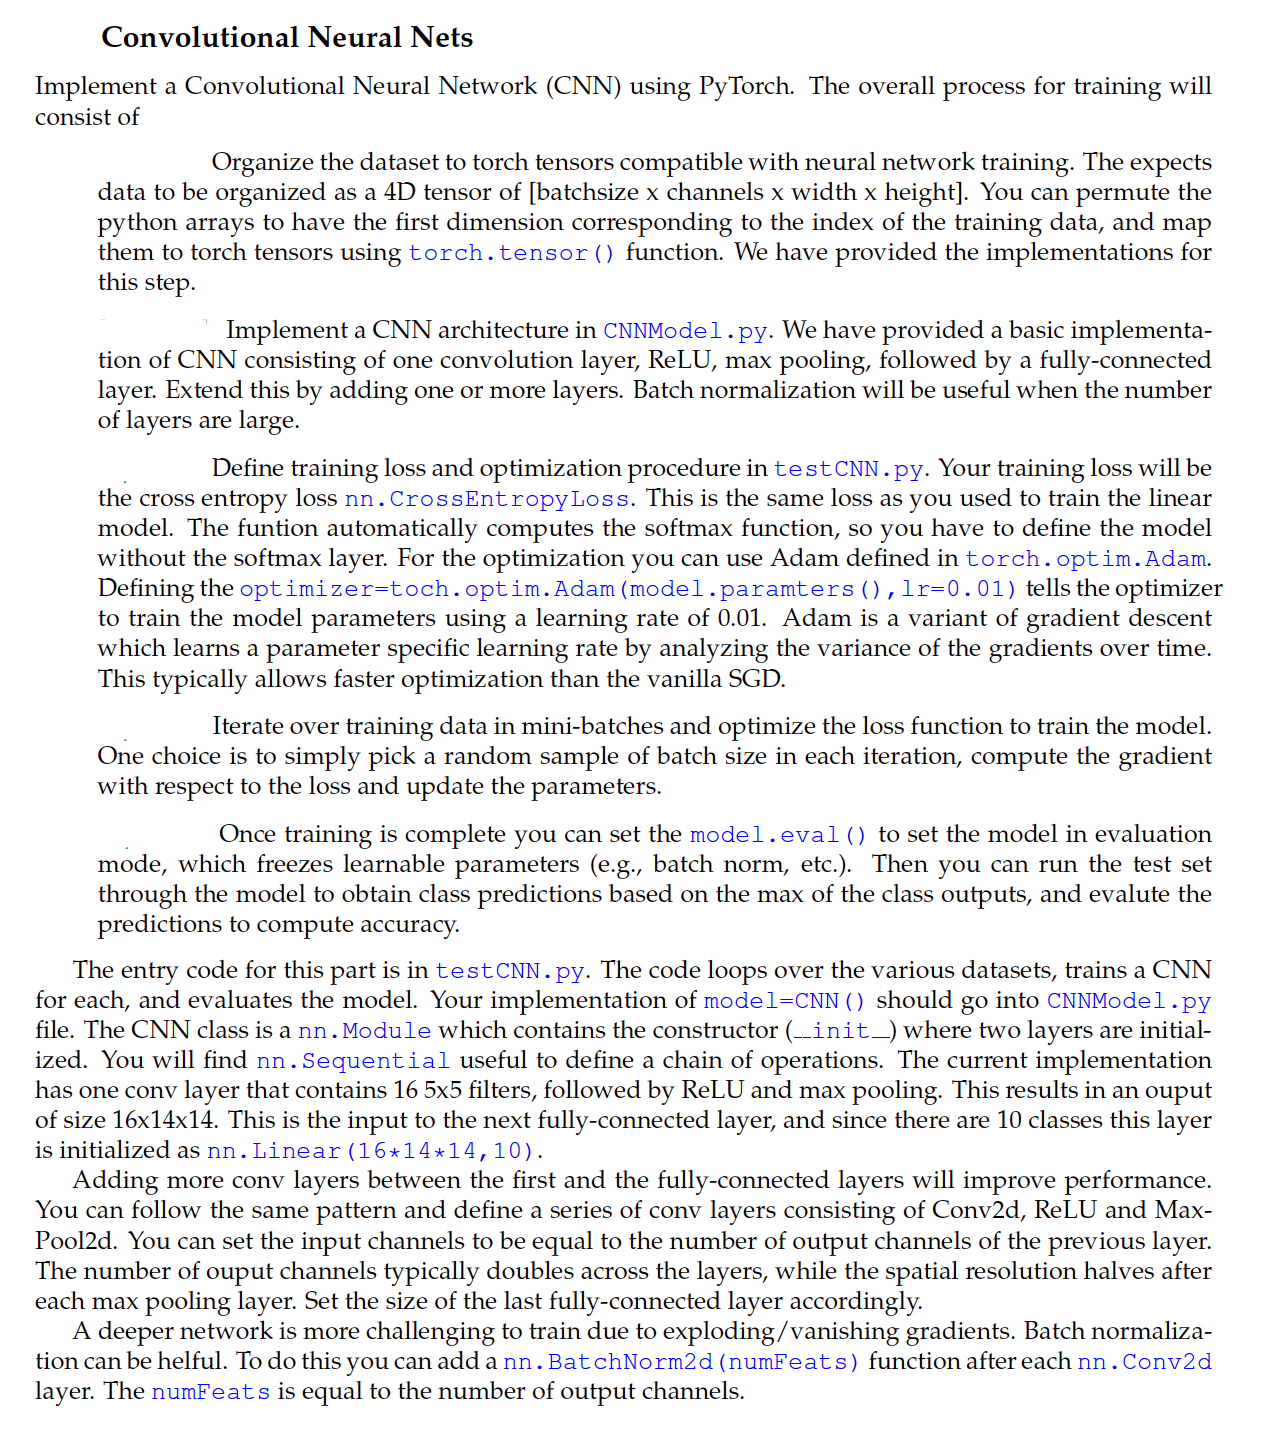 Convolutional Neural Nets
Implement a Convolutional Neural Network (CNN) using PyTorch. The overall process for training will
consist of
Organize the dataset to torch tensors compatible with neural network training. The expects
data to be organized as a 4D tensor of [batchsize x channels x width x height]. You can permute the
python arrays to have the first dimension corresponding to the index of the training data, and map
them to torch tensors using torch.tensor() function. We have provided the implementations for
this step.
Implement a CNN architecture in CNNModel.py. We have provided a basic implementa-
tion of CNN consisting of one convolution layer, ReLU, max pooling, followed by a fully-connected
layer. Extend this by adding one or more layers. Batch normalization will be useful when the number
of layers are large.
Define training loss and optimization procedure in testCNN.py. Your training loss will be
the cross entropy loss nn.CrossEntropyLoss. This is the same loss as you used to train the linear
model. The funtion automatically computes the softmax function, so you have to define the model
without the softmax layer. For the optimization you can use Adam defined in torch.optim.Adam.
Defining the optimizer=toch.optim.Adam(model.paramters(),lr=0.01) tells the optimizer
to train the model parameters using a learning rate of 0.01. Adam is a variant of gradient descent
which learns a parameter specific learning rate by analyzing the variance of the gradients over time.
This typically allows faster optimization than the vanilla SGD.
Iterate over training data in mini-batches and optimize the loss function to train the model.
One choice is to simply pick a random sample of batch size in each iteration, compute the gradient
with respect to the loss and update the parameters.
Once training is complete you can set the model.eval() to set the model in evaluation
mode, which freezes learnable parameters (e.g., batch norm, etc.). Then you can run the test set
through the model to obtain class predictions based on the max of the class outputs, and evalute the
predictions to compute accuracy.
The entry code for this part is in testCNN.py. The code loops over the various datasets, trains a CNN
for each, and evaluates the model. Your implementation of model=CNN() should go into CNNModel.py
file. The CNN class is a nn.Module which contains the constructor (__init__) where two layers are initial-
ized. You will find nn.Sequential useful to define a chain of operations. The current implementation
has one conv layer that contains 16 5x5 filters, followed by ReLU and max pooling. This results in an ouput
of size 16x14x14. This is the input to the next fully-connected layer, and since there are 10 classes this layer
is initialized as nn.Linear(16*14*14,10).
Adding more conv layers between the first and the fully-connected layers will improve performance.
You can follow the same pattern and define a series of conv layers consisting of Conv2d, ReLU and Max-
Pool2d. You can set the input channels to be equal to the number of output channels of the previous layer.
The number of ouput channels typically doubles across the layers, while the spatial resolution halves after
each max pooling layer. Set the size of the last fully-connected layer accordingly.
A deeper network is more challenging to train due to exploding/vanishing gradients. Batch normaliza-
tion can be helful. To do this you can add a nn.BatchNorm2d(numFeats) function after each nn.Conv2d
layer. The numFeats is equal to the number of output channels.